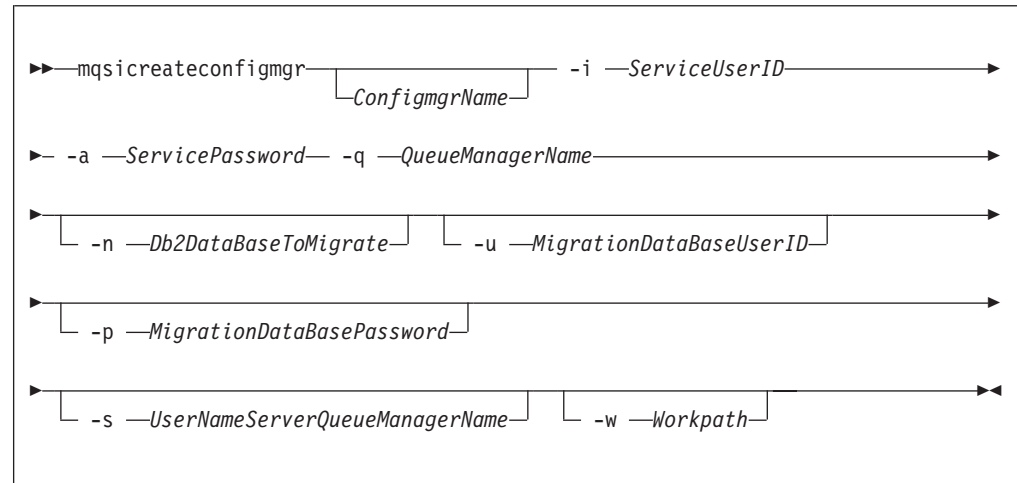 mqsicreateconfigmgr -i ServiceUserID
ConfigmgrName
-a ServicePassword -q QueueManagerName
-n Db2DataBaseToMigrate -u MigrationDataBaseUserID
-p MigrationDataBasePassword
-s UserNameServerQueueManagerName -w Workpath